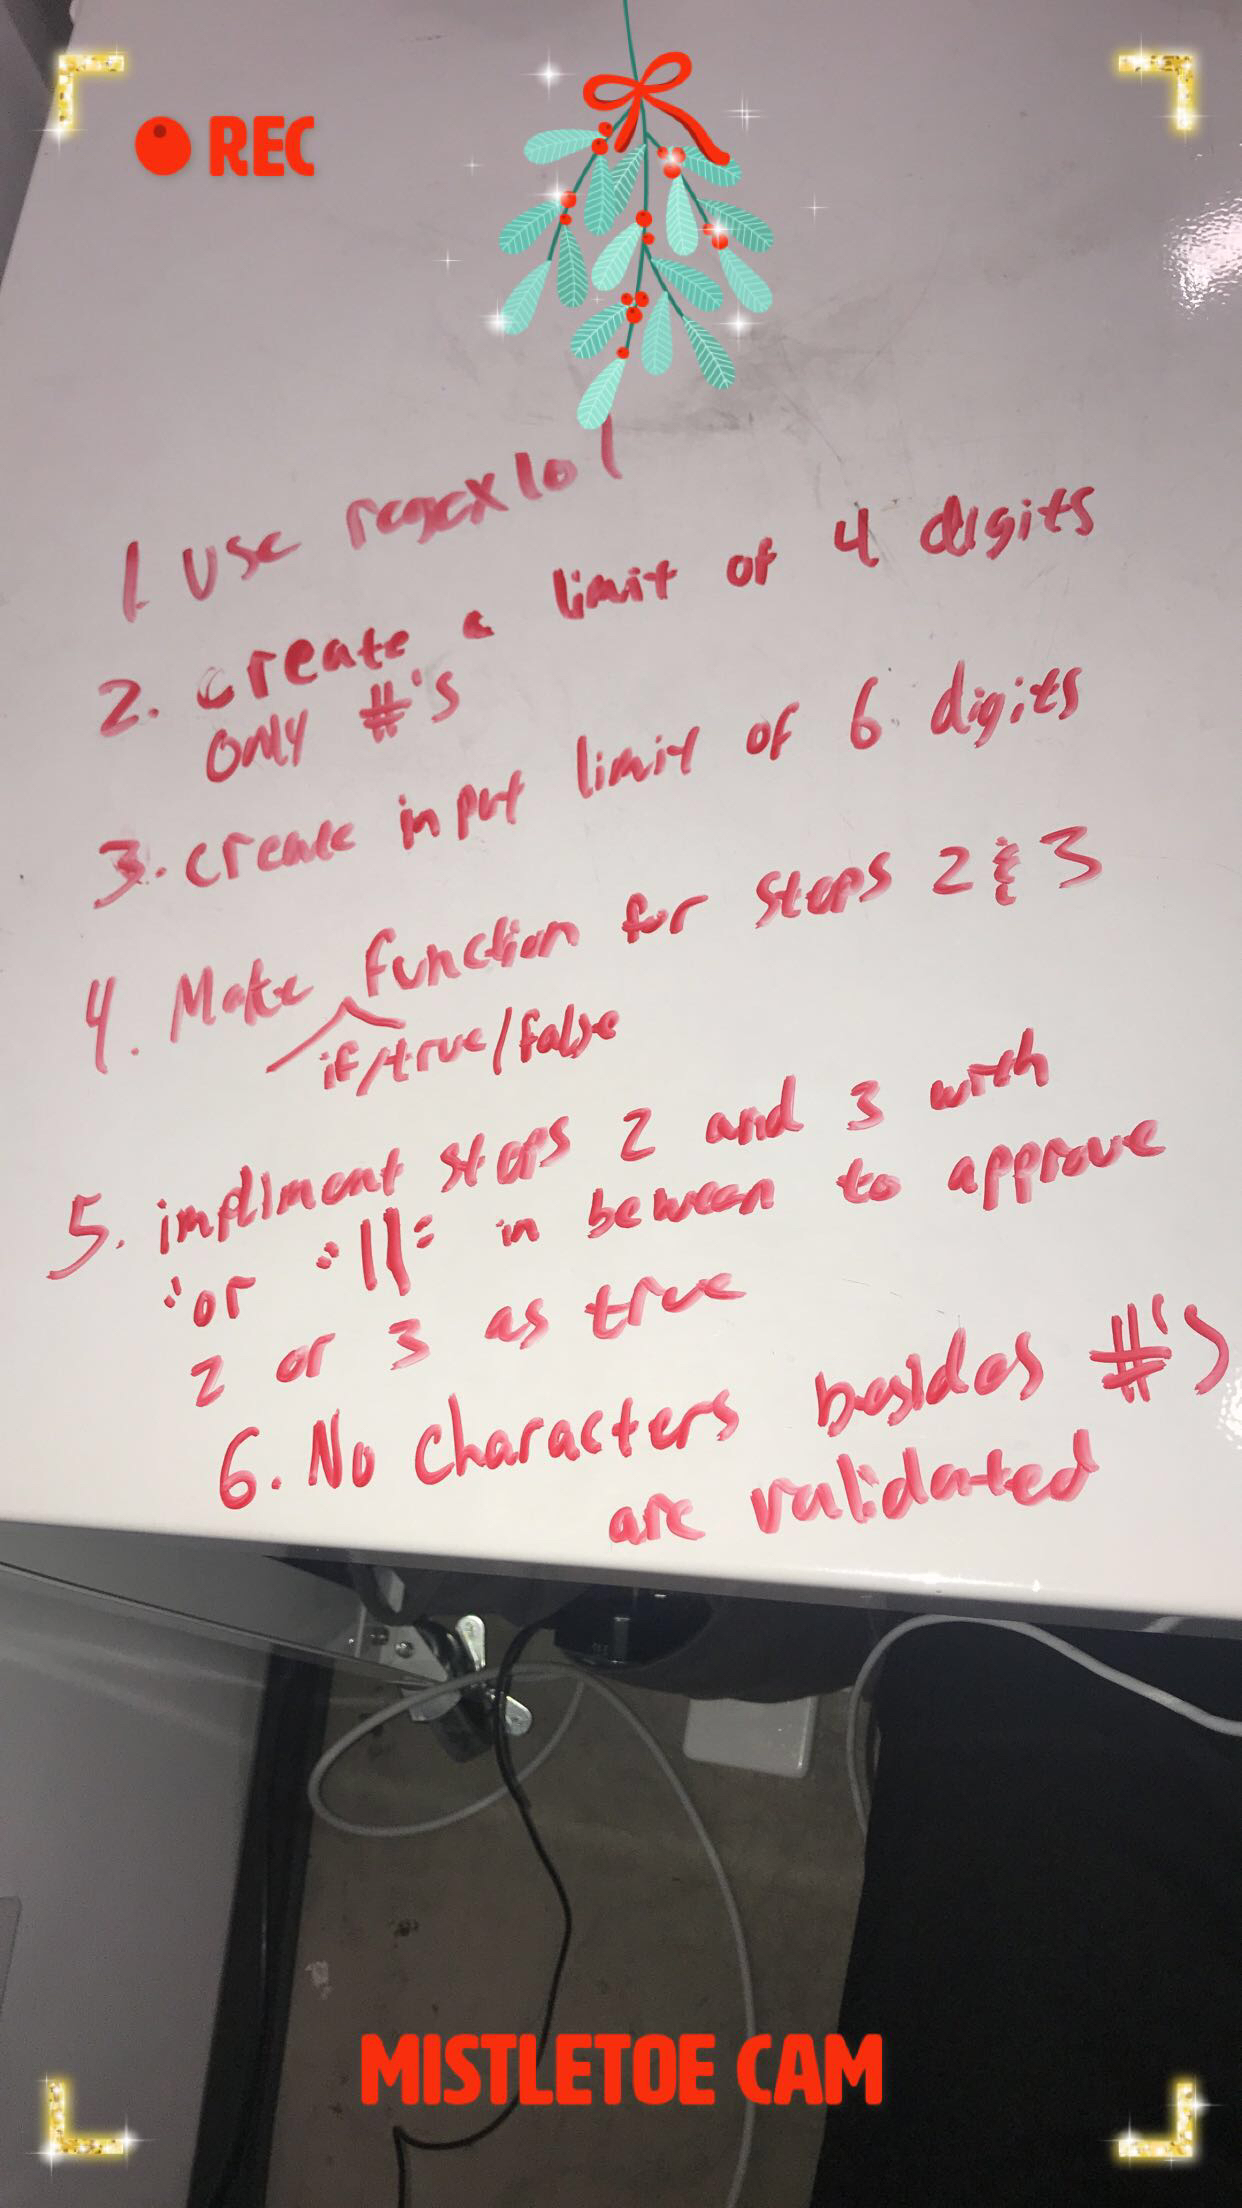 REC
1. Use regex lol
2. create a limit of 4 digits
only #'s
3. create input limit of 6 digits
4. Make function for steps 2 & 3
if/true/false
5. impliment steps 2 and 3 with
"or "||" in beween to approve
2 or 3 as true
6. No characters besides #'s
are validated
MISTLETOE CAM